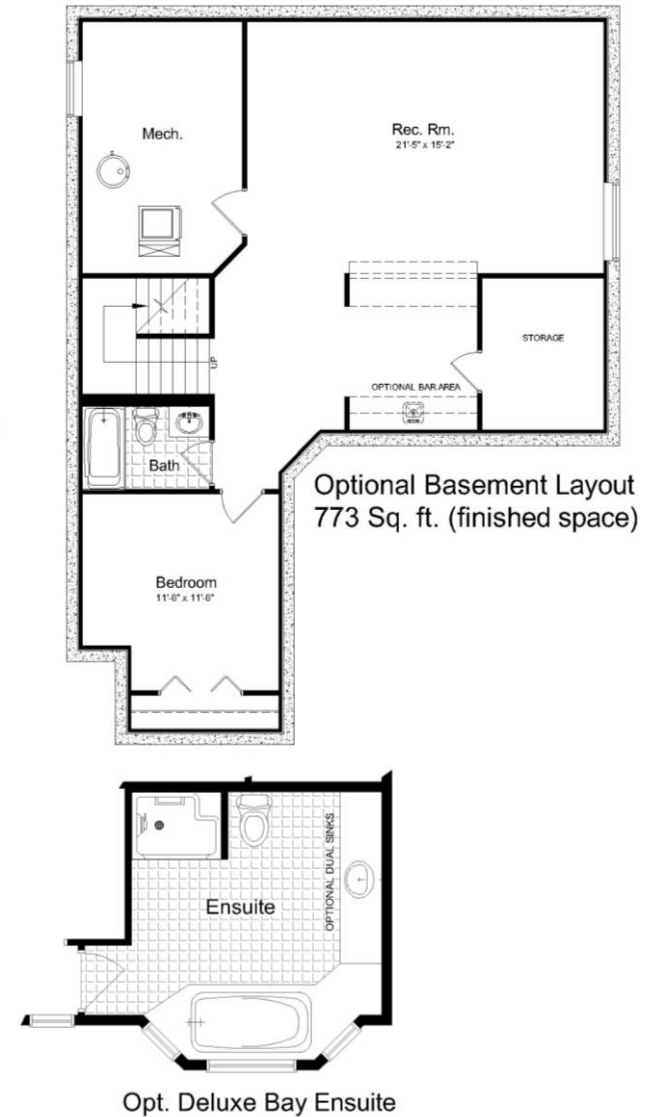 Mech.
Rec. Rm.
21'-5" x 15'-2"
STORAGE
UP
OPTIONAL BAR AREA
Bath
Optional Basement Layout
773 Sq. ft. (finished space)
Bedroom
11'-6" x 11'-6"
OPTIONAL DUAL SINKS
Ensuite
Opt. Deluxe Bay Ensuite